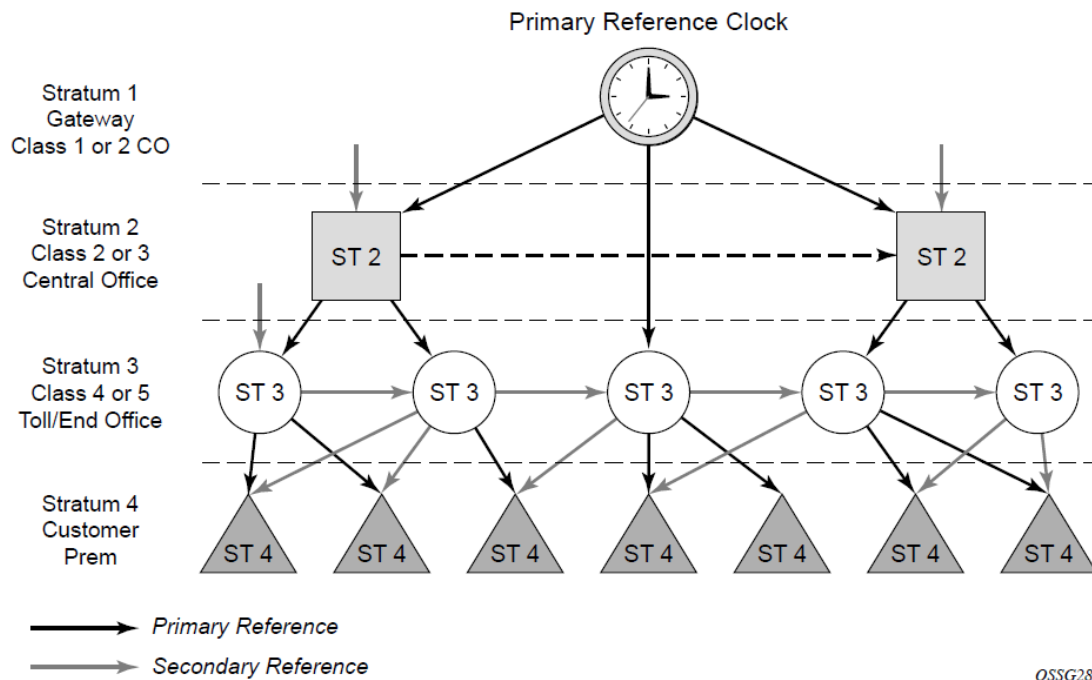 Primary Reference Clock
Stratum 1
Gateway
Class 1 or 2 CO
Stratum 2
Class 2 or 3
Central Office
ST 2
ST 2
Stratum 3
Class 4 or 5
Toll/End Office
ST 3
ST 3
ST 3
ST 3
ST 3
Stratum 4
Customer
Prem
ST 4
ST 4
ST 4
ST 4
ST 4
ST 4
ST 4
Primary Reference
Secondary Reference
OSSG28